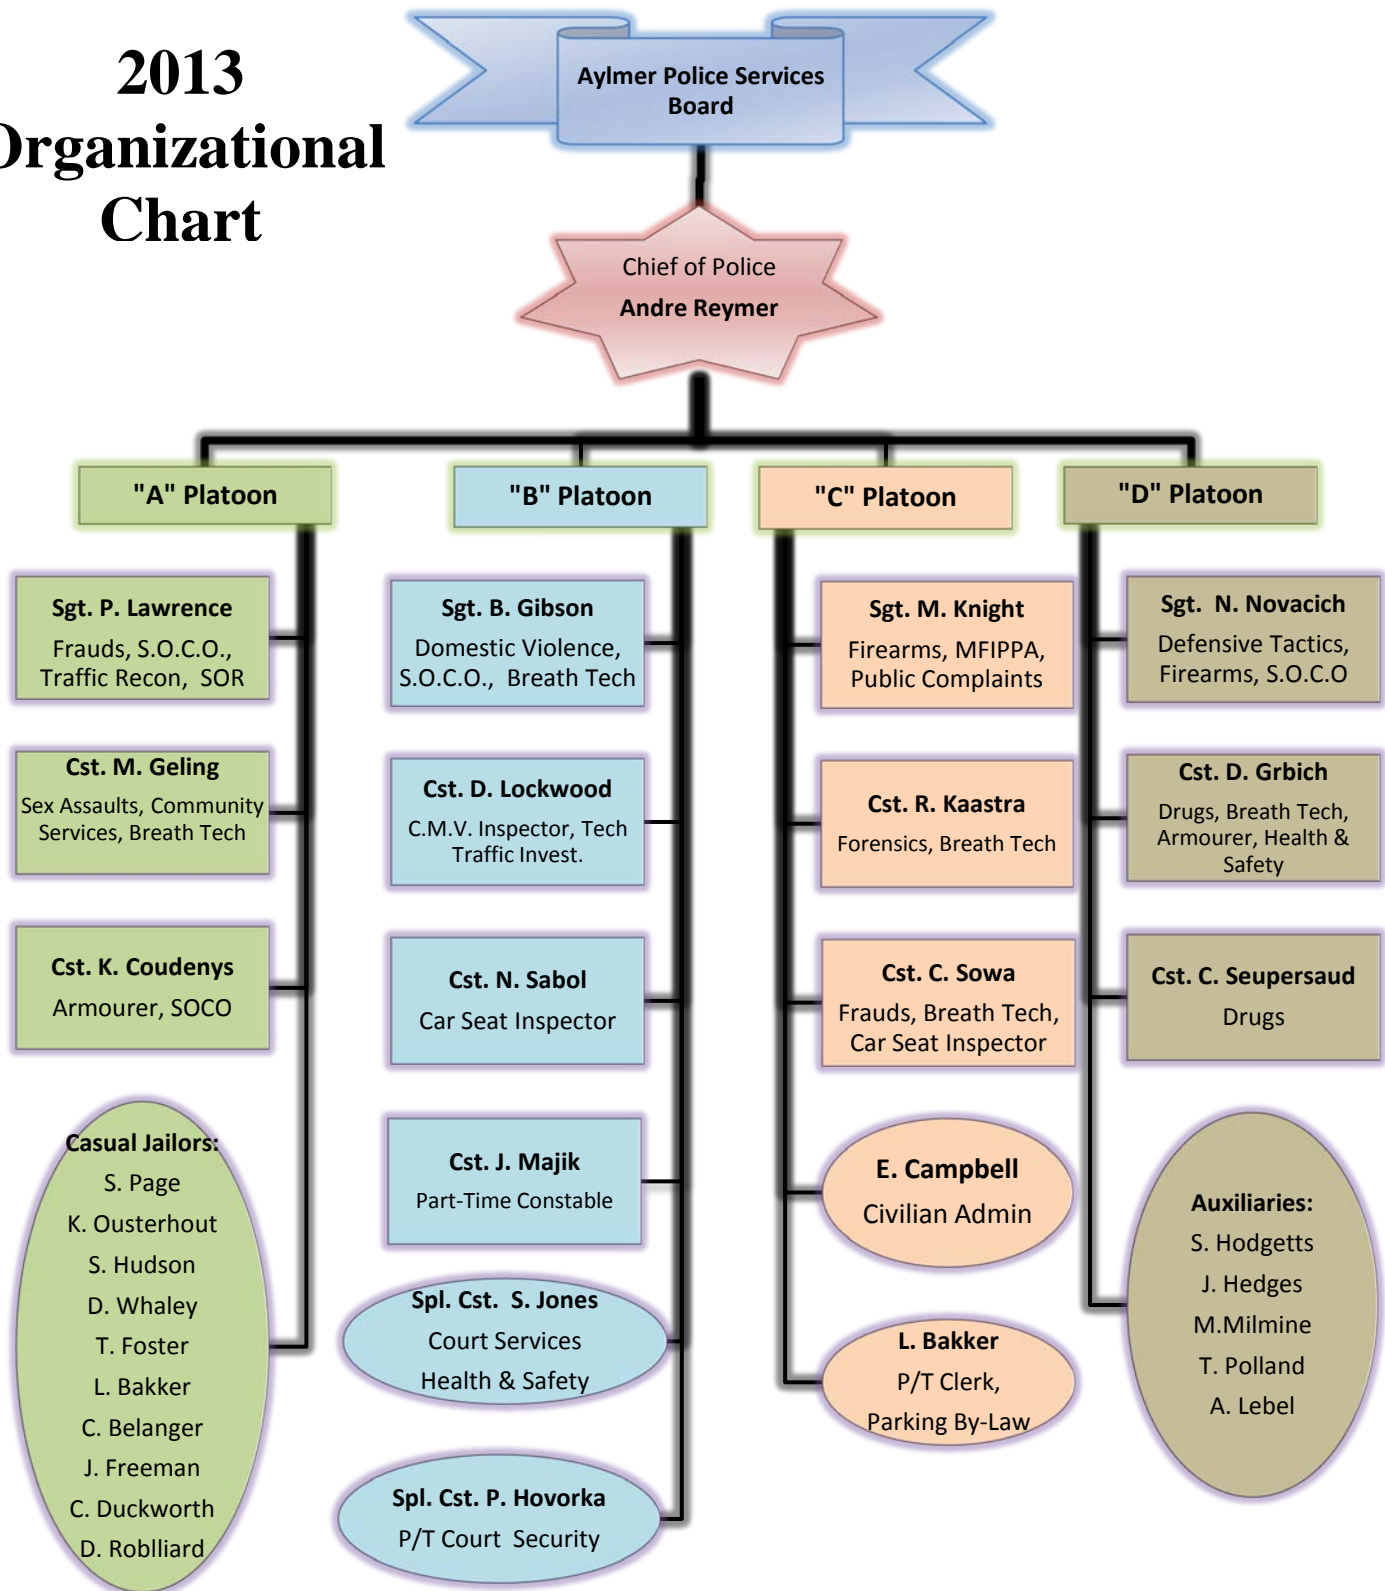 2013
Organizational
Chart
Aylmer Police Services
Board
Chief of Police
Andre Reymer
"A" Platoon
Sgt. P. Lawrence
Frauds, S.O.C.O.,
Traffic Recon, SOR
Cst. M. Geling
Sex Assaults, Community
Services, Breath Tech
Cst. K. Coudenys
Armourer, SOCO
Casual Jailors:
S. Page
K. Ousterhout
S. Hudson
D. Whaley
T. Foster
L. Bakker
C. Belanger
J. Freeman
C. Duckworth
D. Roblliard
"B" Platoon
Sgt. B. Gibson
Domestic Violence,
S.O.C.O., Breath Tech
Cst. D. Lockwood
C.M.V. Inspector, Tech
Traffic Invest.
Cst. N. Sabol
Car Seat Inspector
Cst. J. Majik
Part-Time Constable
Spl. Cst. S. Jones
Court Services
Health & Safety
Spl. Cst. P. Hovorka
P/T Court Security
"C" Platoon
Sgt. M. Knight
Firearms, MFIPPA,
Public Complaints
Cst. R. Kaastra
Forensics, Breath Tech
Cst. C. Sowa
Frauds, Breath Tech,
Car Seat Inspector
E. Campbell
Civilian Admin
L. Bakker
P/T Clerk,
Parking By-Law
"D" Platoon
Sgt. N. Novacich
Defensive Tactics,
Firearms, S.O.C.O
Cst. D. Grbich
Drugs, Breath Tech,
Armourer, Health &
Safety
Cst. C. Seupersaud
Drugs
Auxiliaries:
S. Hodgetts
J. Hedges
M.Milmine
T. Polland
A. Lebel